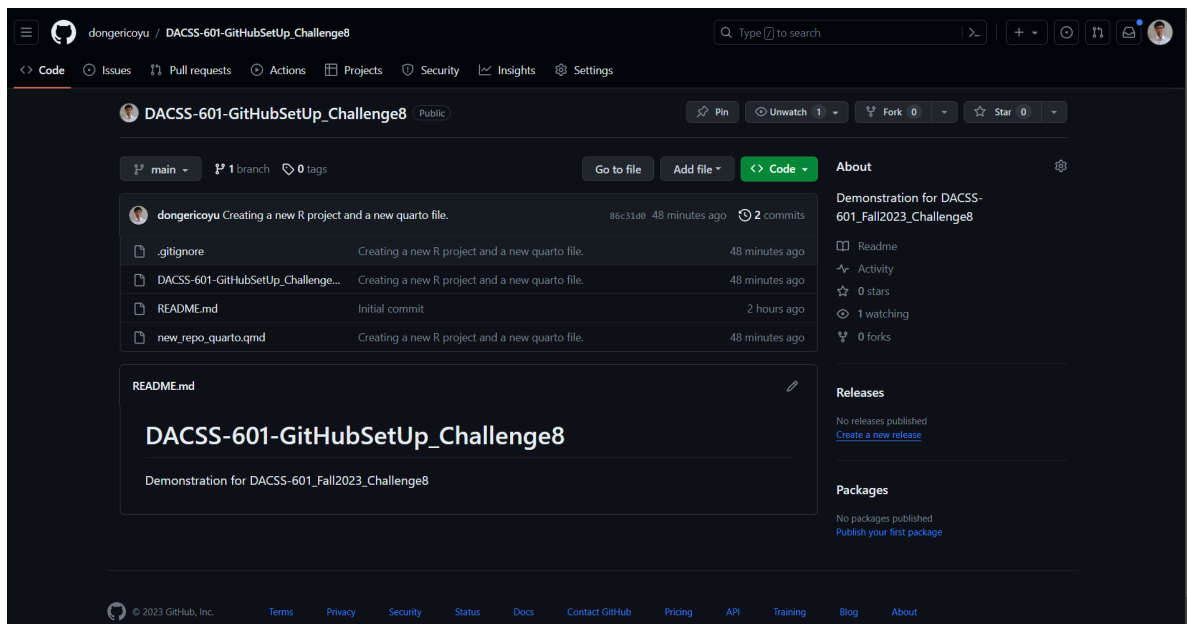 dongericoyu / DACSS-601-GitHubSetUp_Challenge8 Type / to search
Code Issues Pull requests Actions Projects Security Insights Settings
DACSS-601-GitHubSetUp_Challenge8 Public Pin Unwatch 1 Fork 0 Star 0
main 1 branch 0 tags Go to file Add file Code
dongericoyu Creating a new R project and a new quarto file. 86c31d0 48 minutes ago 2 commits
.gitignore Creating a new R project and a new quarto file. 48 minutes ago
DACSS-601-GitHubSetUp_Challenge... Creating a new R project and a new quarto file. 48 minutes ago
README.md Initial commit 2 hours ago
new_repo_quarto.qmd Creating a new R project and a new quarto file. 48 minutes ago
README.md
DACSS-601-GitHubSetUp_Challenge8
Demonstration for DACSS-601_Fall2023_Challenge8
About
Demonstration for DACSS-
601_Fall2023_Challenge8
Readme
Activity
0 stars
1 watching
0 forks
Releases
No releases published
Create a new release
Packages
No packages published
Publish your first package
© 2023 GitHub, Inc. Terms Privacy Security Status Docs Contact GitHub Pricing API Training Blog About